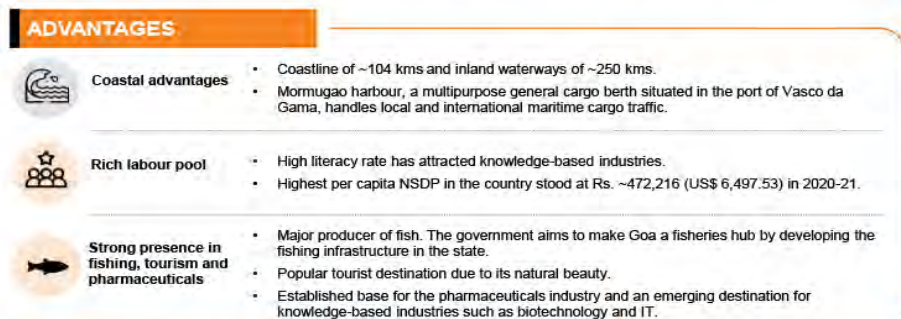 ADVANTAGES
Coastal advantages
• Coastline of ~104 kms and inland waterways of ~250 kms.
• Mormugao harbour, a multipurpose general cargo berth situated in the port of Vasco da
Gama, handles local and international maritime cargo traffic.
Rich labour pool
• High literacy rate has attracted knowledge-based industries.
• Highest per capita NSDP in the country stood at Rs. ~472,216 (US$ 6,497.53) in 2020-21.
Strong presence in
fishing, tourism and
pharmaceuticals
• Major producer of fish. The government aims to make Goa a fisheries hub by developing the
fishing infrastructure in the state.
• Popular tourist destination due to its natural beauty.
• Established base for the pharmaceuticals industry and an emerging destination for
knowledge-based industries such as biotechnology and IT.